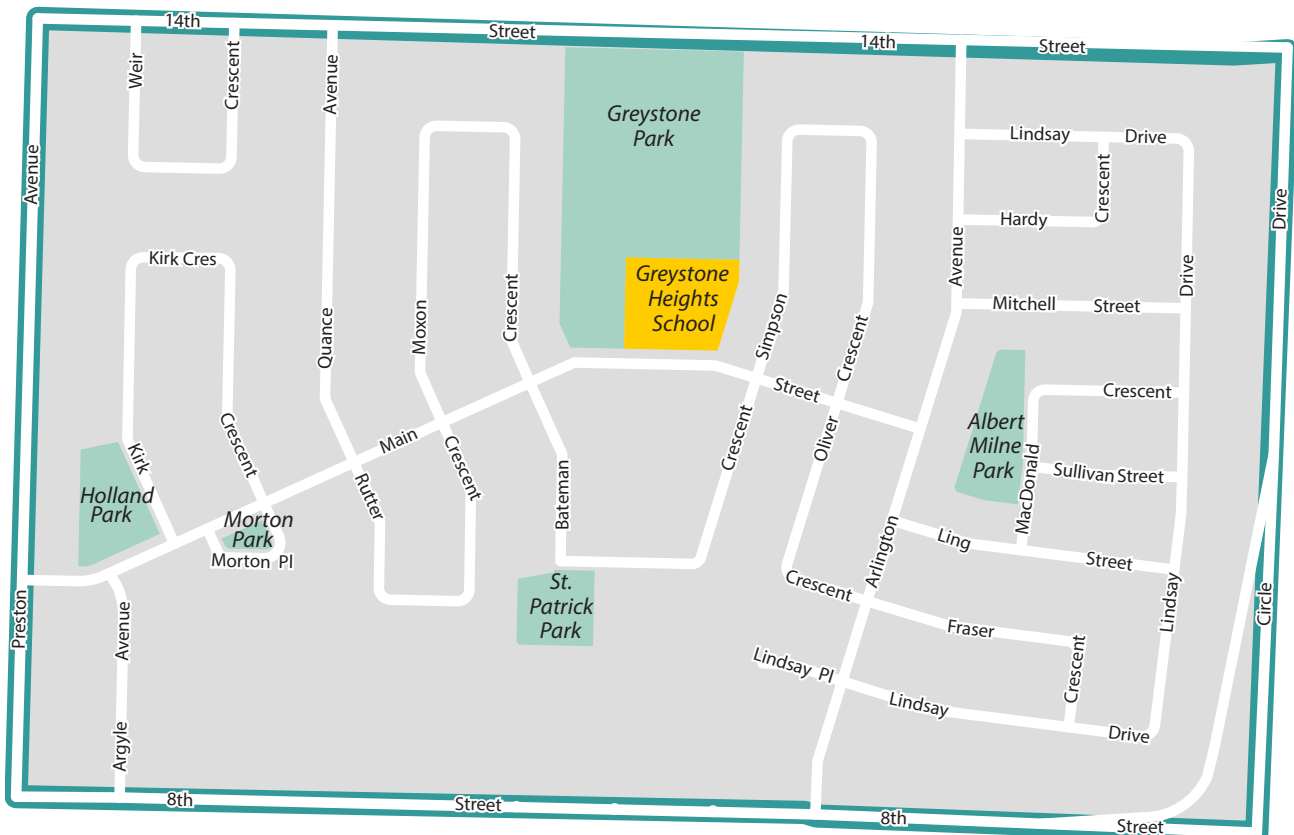 14th
Street
14th
Street
Weir
Crescent
Avenue
Avenue
Greystone
Park
Lindsay
Drive
Crescent
Hardy
Drive
Avenue
Kirk Cres
Drive
Greystone
Heights
School
Mitchell
Street
Moxon
Crescent
Quance
Simpson
Crescent
Street
Crescent
Albert
Milne
Park
Main
Crescent
Kirk
Crescent
Crescent
Oliver
Sullivan Street
MacDonald
Holland
Park
Rutter
Bateman
Morton
Park
Morton Pl
Arlington
Ling
Street
St.
Patrick
Park
Crescent
Lindsay
Circle
Preston
Avenue
Fraser
Crescent
Lindsay Pl
Lindsay
Drive
Argyle
8th
Street
8th
Street